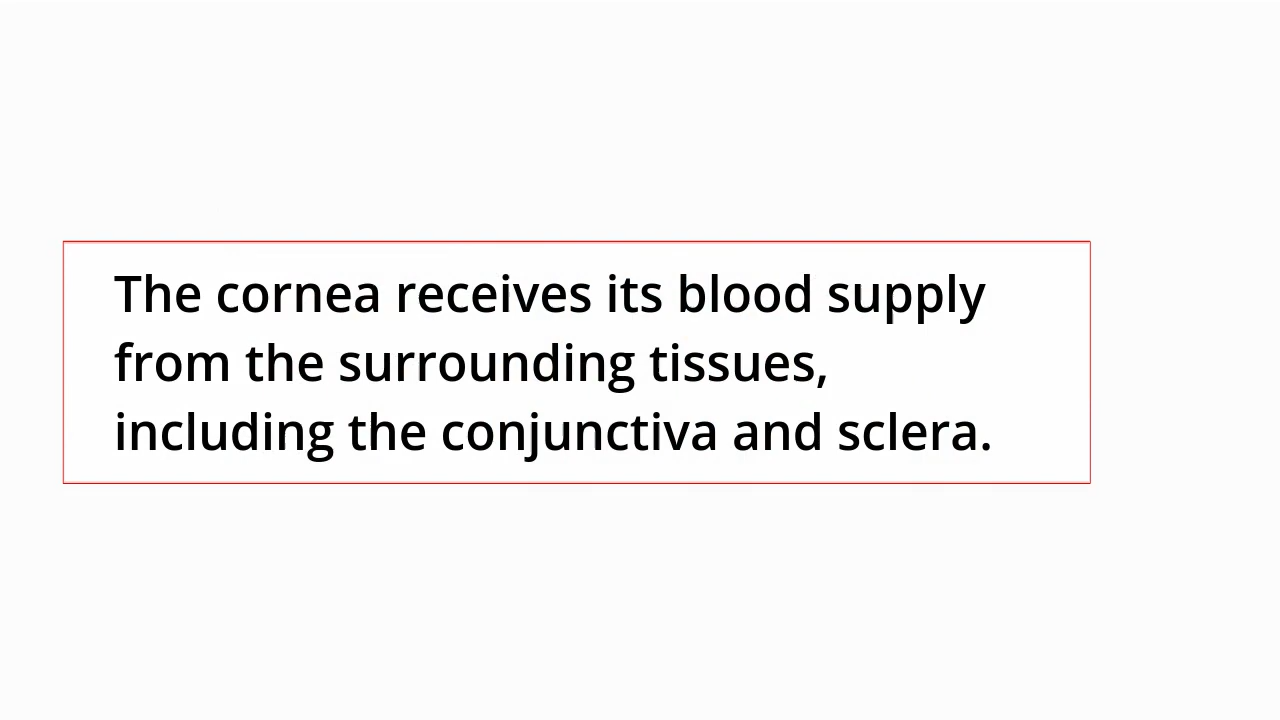 The cornea receives its blood supply
from the surrounding tissues,
including the conjunctiva and sclera.